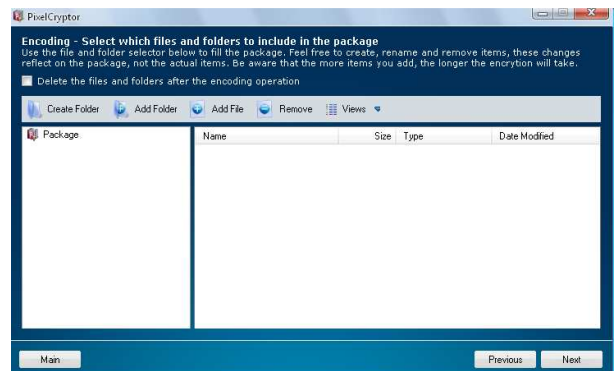 PixelCryptor
Encoding - Select which files and folders to include in the package
Use the file and folder selector below to fill the package. Feel free to create, rename and remove items, these changes
reflect on the package, not the actual items. Be aware that the more items you add, the longer the encrytion will take.
Delete the files and folders after the encoding operation
Create Folder Add Folder Add File Remove Views
Package Name Size Type Date Modified
Main Previous Next